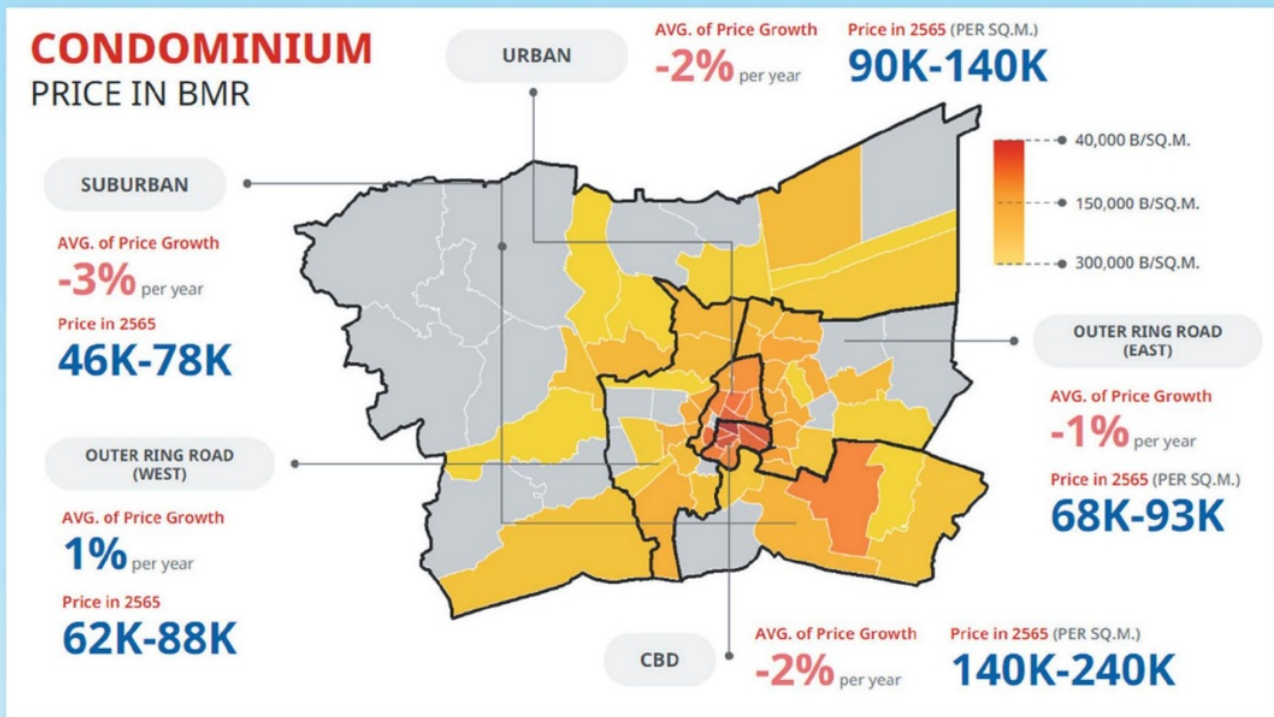 CONDOMINIUM
PRICE IN BMR
URBAN
AVG. of Price Growth
-2% per year
Price in 2565 (PER SQ.M.)
90K-140K
40,000 B/SQ.M.
150,000 B/SQ.M.
300,000 B/SQ.M.
SUBURBAN
AVG. of Price Growth
-3% per year
Price in 2565
46K-78K
OUTER RING ROAD
(EAST)
AVG. of Price Growth
-1% per year
Price in 2565 (PER SQ.M.)
68K-93K
OUTER RING ROAD
(WEST)
AVG. of Price Growth
1% per year
Price in 2565
62K-88K
CBD
AVG. of Price Growth
-2% per year
Price in 2565 (PER SQ.M.)
140K-240K